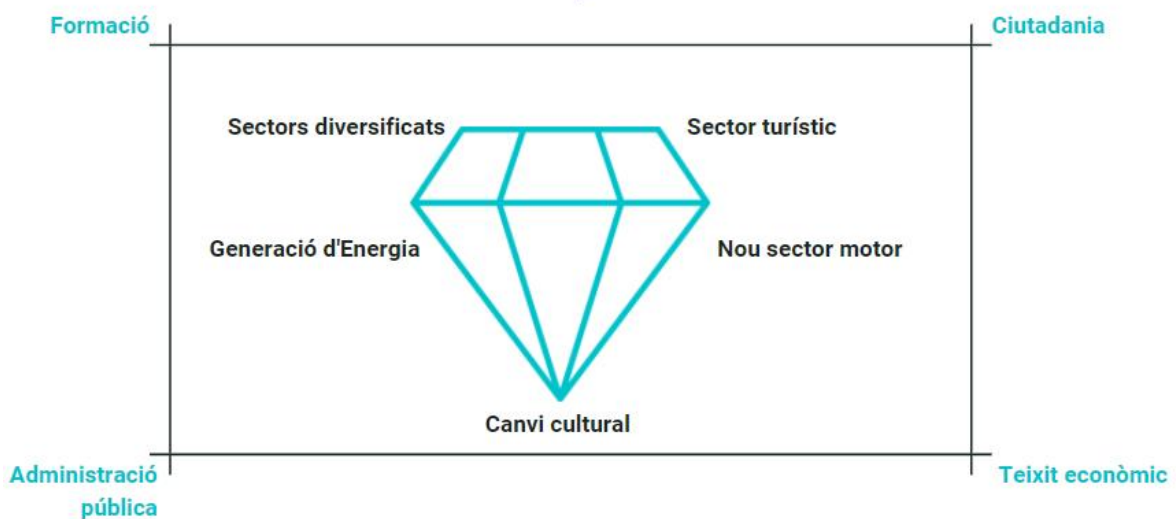 Formació
Ciutadania
Sectors diversificats
Sector turístic
Generació d'Energia
Nou sector motor
Canvi cultural
Administració
pública
Teixit econòmic